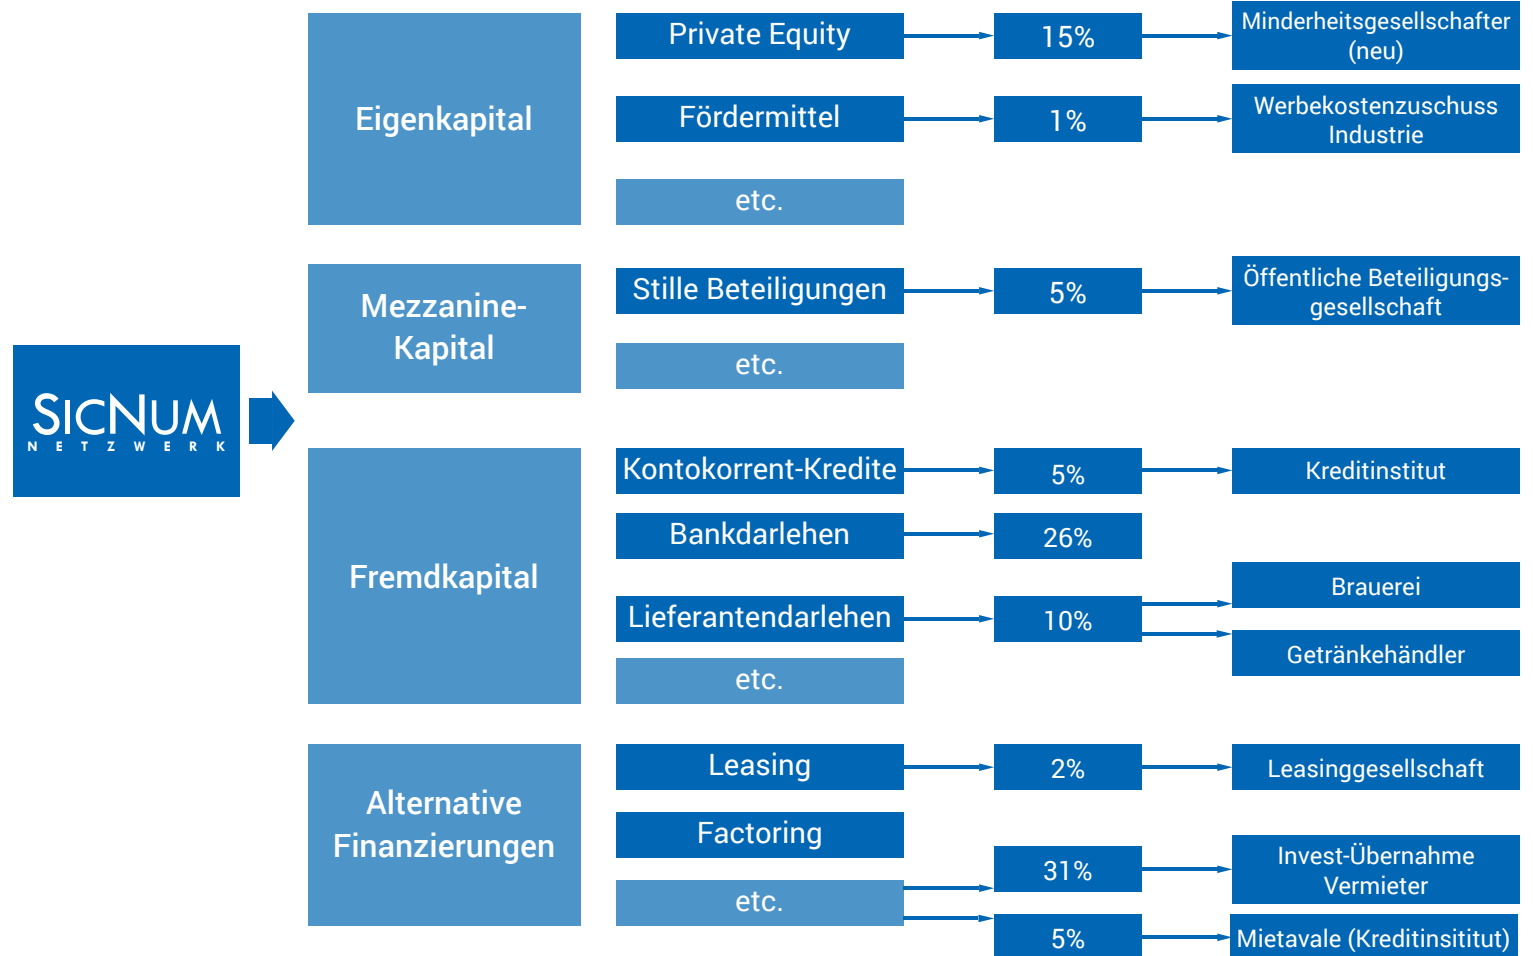 SICNUM
NETZWERK
Eigenkapital
Private Equity
15%
Minderheitsgesellschafter
(neu)
Fördermittel
1%
Werbekostenzuschuss
Industrie
etc.
Mezzanine-
Kapital
Stille Beteiligungen
5%
Öffentliche Beteiligungs-
gesellschaft
etc.
Fremdkapital
Kontokorrent-Kredite
5%
Kreditinstitut
Bankdarlehen
26%
Lieferantendarlehen
10%
Brauerei
Getränkehändler
etc.
Alternative
Finanzierungen
Leasing
2%
Leasinggesellschaft
Factoring
etc.
31%
Invest-Übernahme
Vermieter
5%
Mietavale (Kreditinsititut)